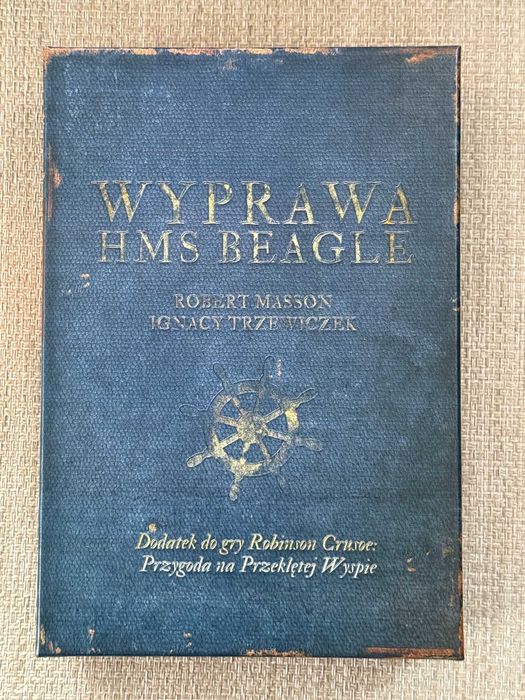 WYPRAWA
HMS BEAGLE
ROBERT MASSON
IGNACY TRZEWICZEK
Dodatek do gry Robinson Crusoe:
Przygoda na Przeklętej Wyspie